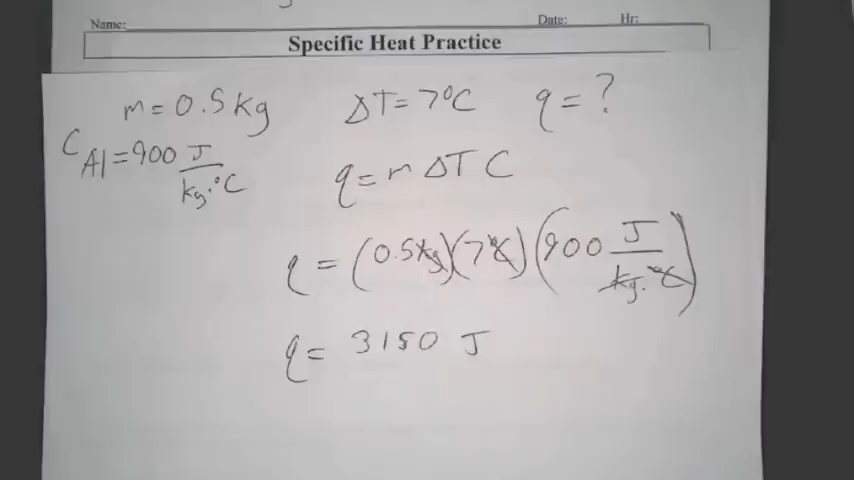 Name: Date: Hr:
Specific Heat Practice
m = 0.5 kg ΔT = 7°C q = ?
C Al = 900 J/kg·°C
q = m ΔT C
q = (0.5 kg)(7°C)(900 J/kg·°C)
q = 3150 J